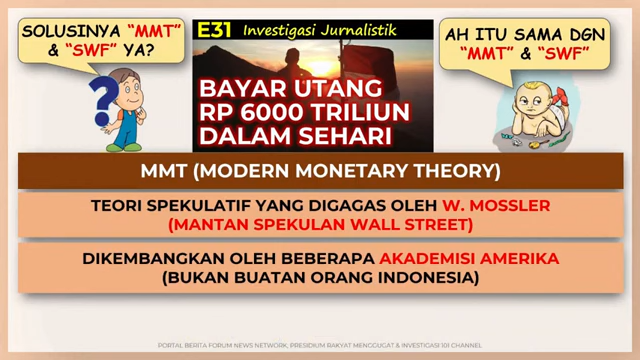 SOLUSINYA "MMT"
& "SWF" YA?
E31 Investigasi Jurnalistik
BAYAR UTANG
RP 6000 TRILIUN
DALAM SEHARI
AH ITU SAMA DGN
"MMT" & "SWF"
MMT (MODERN MONETARY THEORY)
TEORI SPEKULATIF YANG DIGAGAS OLEH W. MOSSLER
(MANTAN SPEKULAN WALL STREET)
DIKEMBANGKAN OLEH BEBERAPA AKADEMISI AMERIKA
(BUKAN BUATAN ORANG INDONESIA)
PORTAL BERITA FORUM NEWS NETWORK, PRESIDIUM RAKYAT MENGGUGAT & INVESTIGASI 101 CHANNEL